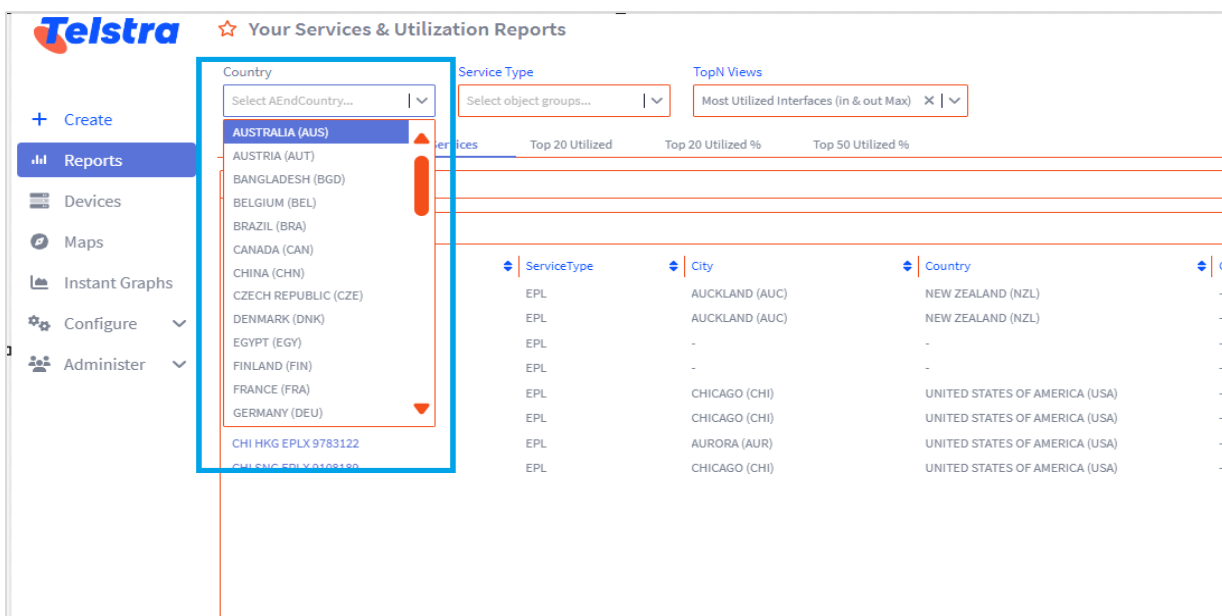 Telstra
Your Services & Utilization Reports
Country
Service Type
TopN Views
Select AEndCountry...
Select object groups...
Most Utilized Interfaces (in & out Max)
Create
Reports
Devices
Maps
Instant Graphs
Configure
Administer
AUSTRALIA (AUS)
AUSTRIA (AUT)
BANGLADESH (BGD)
BELGIUM (BEL)
BRAZIL (BRA)
CANADA (CAN)
CHINA (CHN)
CZECH REPUBLIC (CZE)
DENMARK (DNK)
EGYPT (EGY)
FINLAND (FIN)
FRANCE (FRA)
GERMANY (DEU)
Top 20 Utilized
Top 20 Utilized %
Top 50 Utilized %
ServiceType City Country
EPL AUCKLAND (AUC) NEW ZEALAND (NZL) -
EPL AUCKLAND (AUC) NEW ZEALAND (NZL) -
EPL - - -
EPL - - -
EPL CHICAGO (CHI) UNITED STATES OF AMERICA (USA) -
EPL CHICAGO (CHI) UNITED STATES OF AMERICA (USA) -
CHI HKG EPLX 9783122 EPL AURORA (AUR) UNITED STATES OF AMERICA (USA) -
CHI SNG EPLX 9108189 EPL CHICAGO (CHI) UNITED STATES OF AMERICA (USA) -